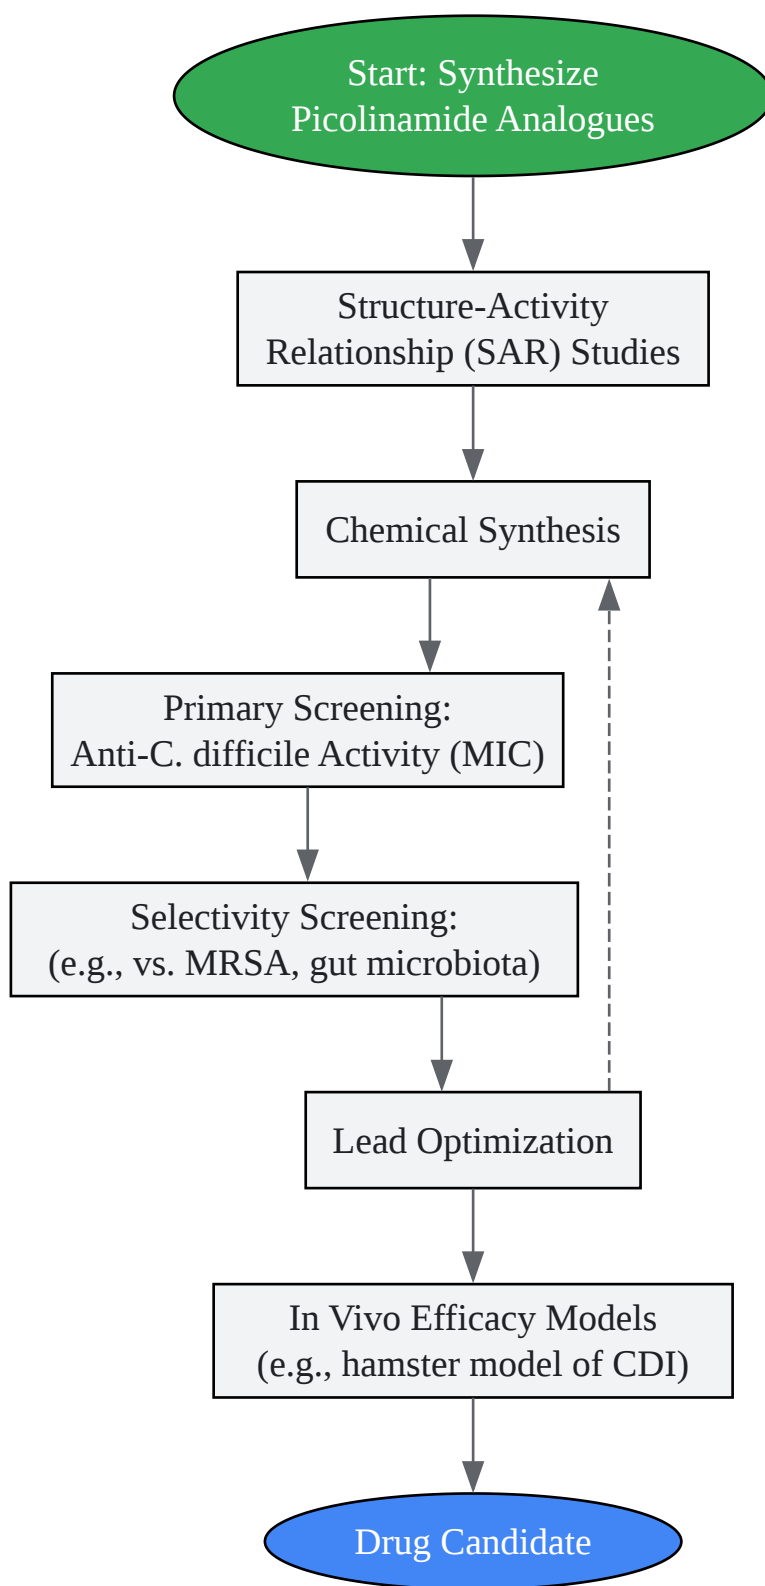 Start: Synthesize
Picolinamide Analogues
Structure-Activity
Relationship (SAR) Studies
Chemical Synthesis
Primary Screening:
Anti-C. difficile Activity (MIC)
Selectivity Screening:
(e.g., vs. MRSA, gut microbiota)
Lead Optimization
In Vivo Efficacy Models
(e.g., hamster model of CDI)
Drug Candidate